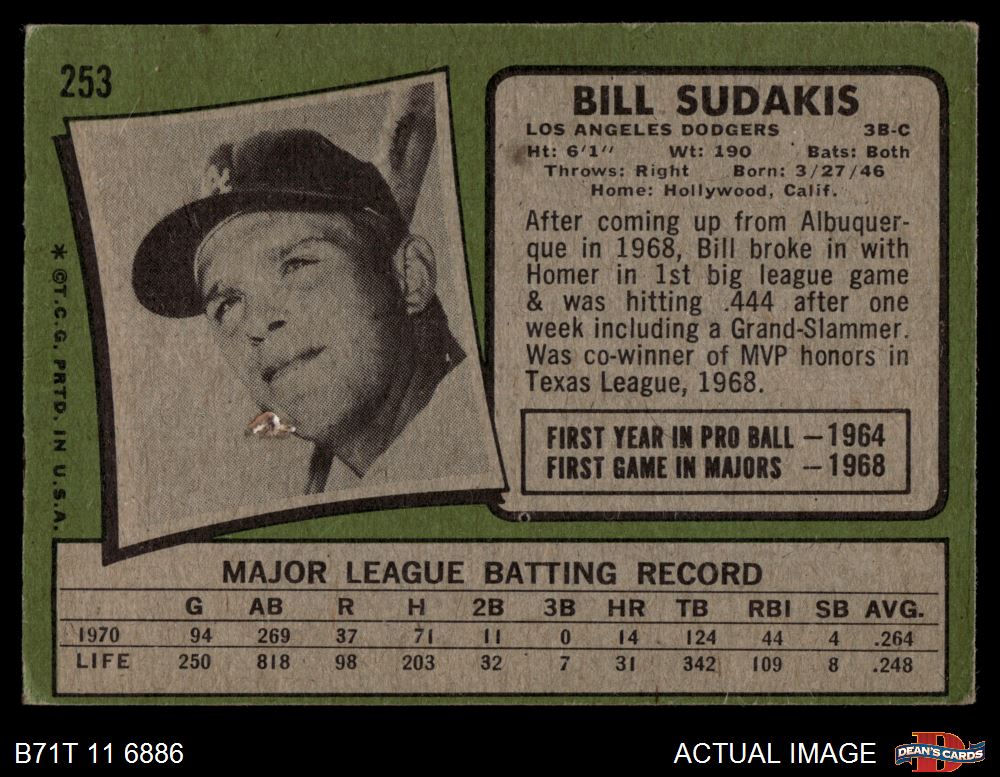 253
BILL SUDAKIS
LOS ANGELES DODGERS 3B-C
Ht: 6'1" Wt: 190 Bats: Both
Throws: Right Born: 3/27/46
Home: Hollywood, Calif.
After coming up from Albuquer-
que in 1968, Bill broke in with
Homer in 1st big league game
& was hitting .444 after one
week including a Grand-Slammer.
Was co-winner of MVP honors in
Texas League, 1968.
FIRST YEAR IN PRO BALL — 1964
FIRST GAME IN MAJORS — 1968
* ©T.C.G. PRTD. IN U.S.A.
LA
MAJOR LEAGUE BATTING RECORD
G AB R H 2B 3B HR TB RBI SB AVG.
1970 94 269 37 71 11 0 14 124 44 4 .264
LIFE 250 818 98 203 32 7 31 342 109 8 .248
B71T 11 6886
ACTUAL IMAGE
D
DEAN'S CARDS